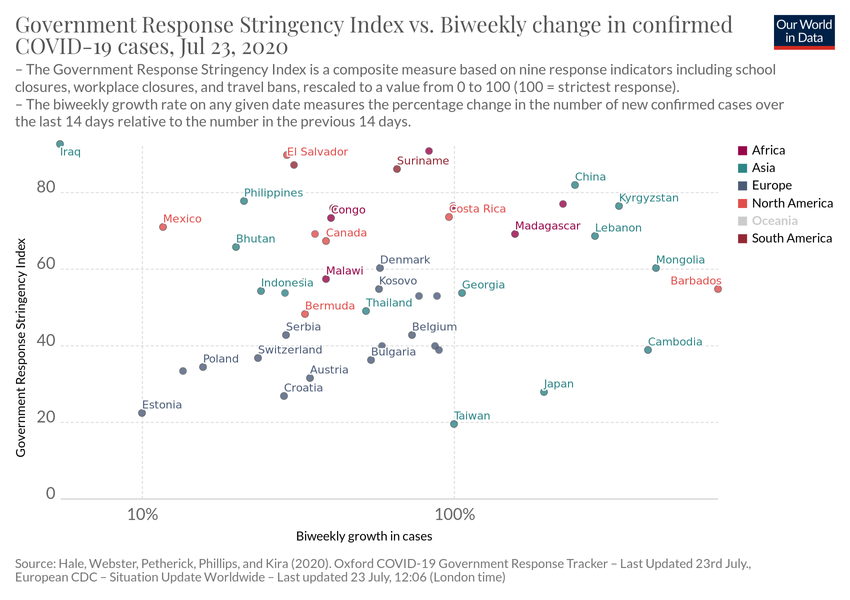 Government Response Stringency Index vs. Biweekly change in confirmed
COVID-19 cases, Jul 23, 2020
Our World
in Data
– The Government Response Stringency Index is a composite measure based on nine response indicators including school
closures, workplace closures, and travel bans, rescaled to a value from 0 to 100 (100 = strictest response).
– The biweekly growth rate on any given date measures the percentage change in the number of new confirmed cases over
the last 14 days relative to the number in the previous 14 days.
Iraq
El Salvador
Suriname
China
Philippines
Kyrgyzstan
Congo
Costa Rica
Mexico
Canada
Madagascar
Lebanon
Bhutan
Denmark
Mongolia
Malawi
Kosovo
Barbados
Indonesia
Georgia
Bermuda
Thailand
Serbia
Belgium
Cambodia
Switzerland
Bulgaria
Poland
Austria
Croatia
Japan
Estonia
Taiwan
80
60
40
20
0
Government Response Stringency Index
10%
100%
Biweekly growth in cases
Africa
Asia
Europe
North America
Oceania
South America
Source: Hale, Webster, Petherick, Phillips, and Kira (2020). Oxford COVID-19 Government Response Tracker – Last Updated 23rd July.,
European CDC – Situation Update Worldwide – Last updated 23 July, 12:06 (London time)